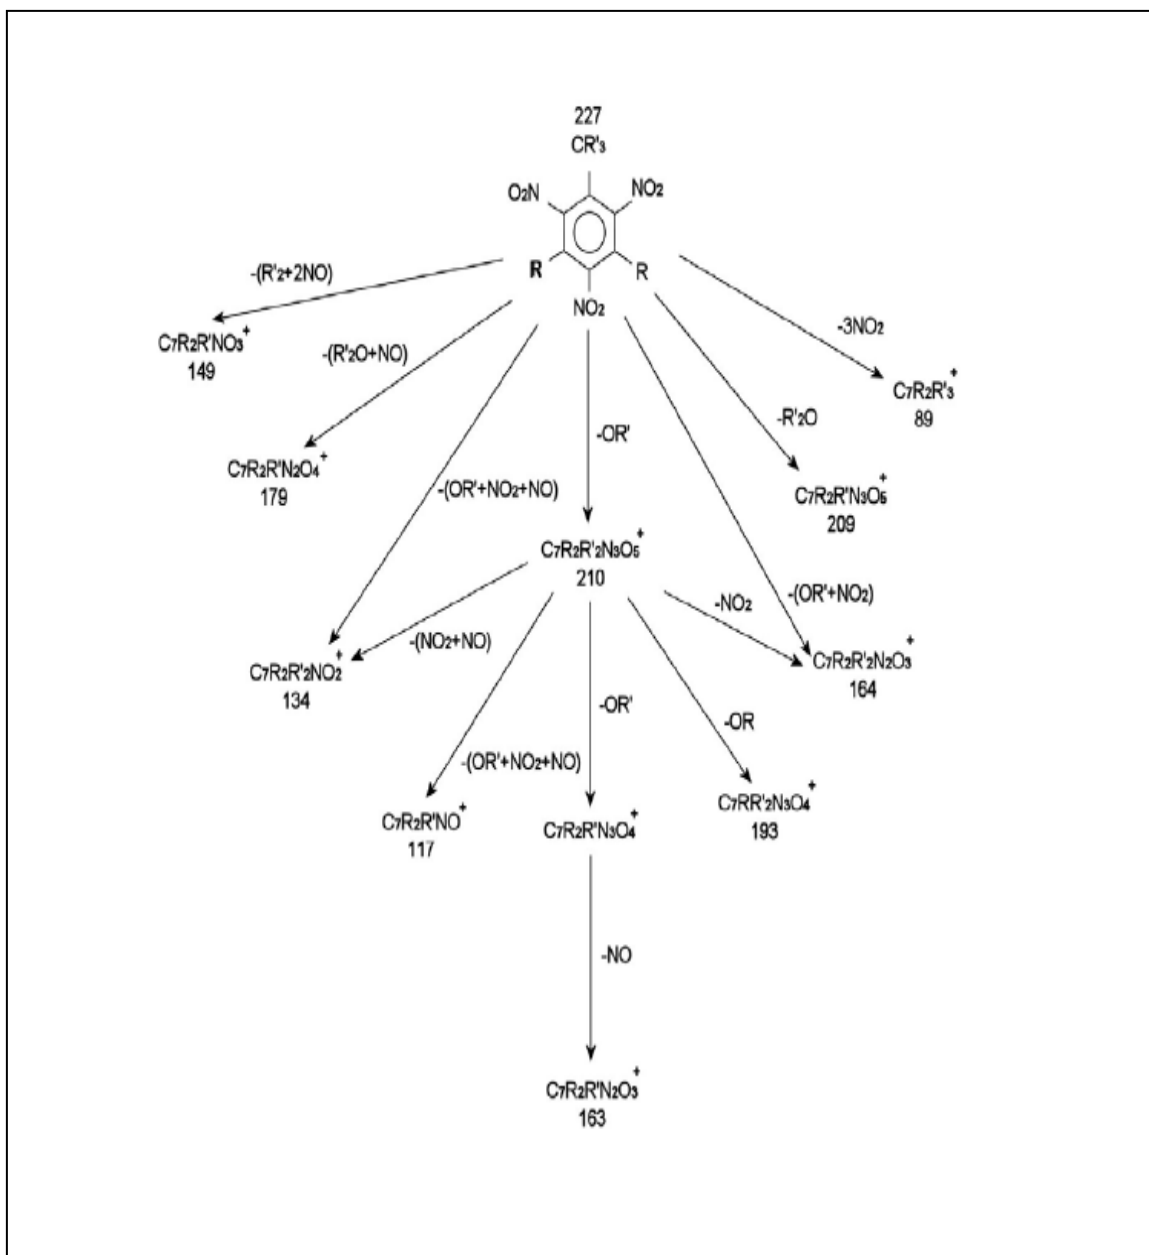 227
CR'₃
O₂N
NO₂
R
R
NO₂
-(R'₂+2NO)
C₇R₂R'NO₃⁺
149
-(R'₂O+NO)
C₇R₂R'N₂O₄⁺
179
-(OR'+NO₂+NO)
-OR'
-3NO₂
C₇R₂R'₃⁺
89
-R'₂O
C₇R₂R'N₃O₅⁺
209
C₇R₂R'₂N₃O₅⁺
210
-(OR'+NO₂)
-NO₂
-(NO₂+NO)
C₇R₂R'₂NO₂⁺
134
C₇R₂R'₂N₂O₃⁺
164
-OR'
-OR
-(OR'+NO₂+NO)
C₇R₂R'NO⁺
117
C₇R₂R'N₃O₄⁺
C₇RR'₂N₃O₄⁺
193
-NO
C₇R₂R'N₂O₃⁺
163